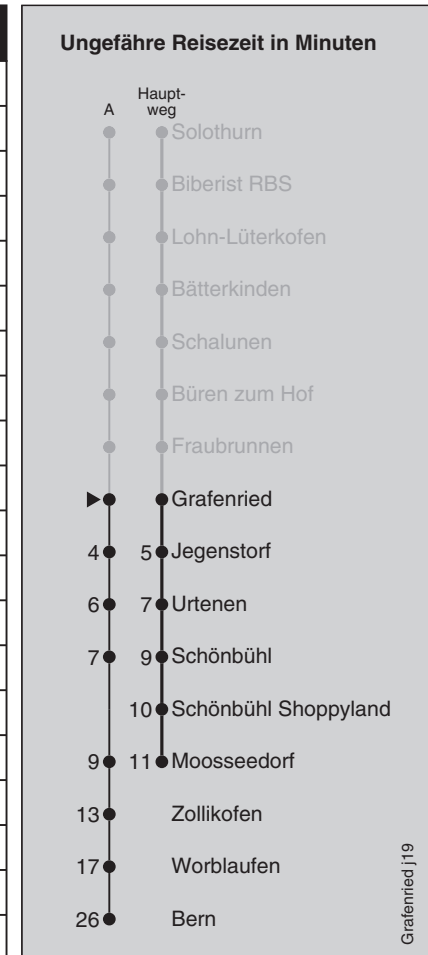 Ungefähre Reisezeit in Minuten
A Haupt-
weg
Solothurn
Biberist RBS
Lohn-Lüterkofen
Bätterkinden
Schalunen
Büren zum Hof
Fraubrunnen
Grafenried
4 5 Jegenstorf
6 7 Urtenen
7 9 Schönbühl
10 Schönbühl Shoppyland
9 11 Moosseedorf
13 Zollikofen
17 Worblaufen
26 Bern
Grafenried j19